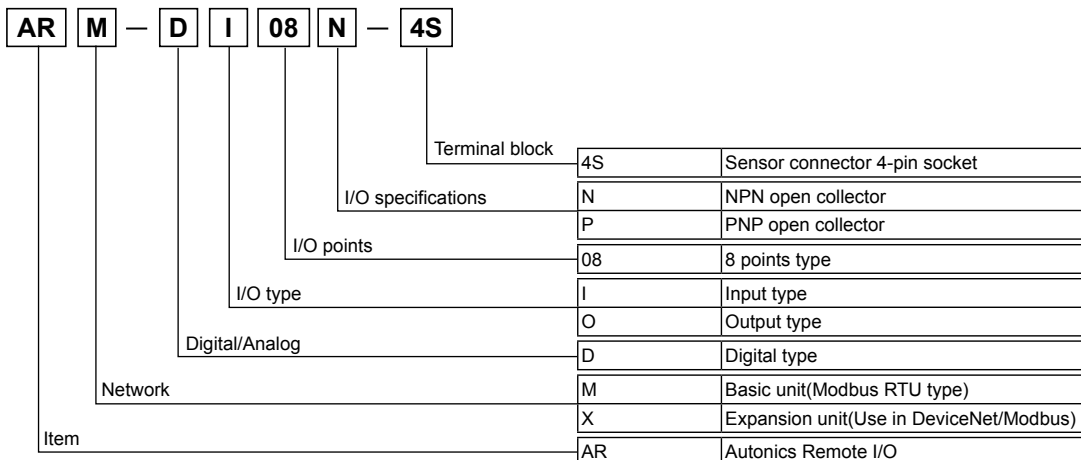 AR M — D I 08 N — 4S
Terminal block
4S Sensor connector 4-pin socket
I/O specifications
N NPN open collector
P PNP open collector
I/O points
08 8 points type
I/O type
I Input type
O Output type
Digital/Analog
D Digital type
Network
M Basic unit(Modbus RTU type)
X Expansion unit(Use in DeviceNet/Modbus)
Item
AR Autonics Remote I/O